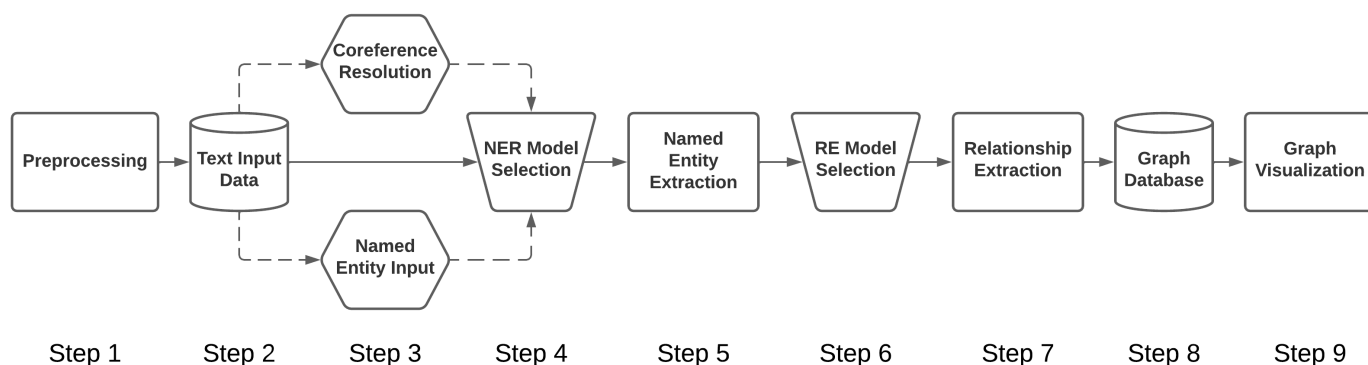 Coreference
Resolution
Preprocessing
Text Input
Data
NER Model
Selection
Named
Entity
Extraction
RE Model
Selection
Relationship
Extraction
Graph
Database
Graph
Visualization
Named
Entity Input
Step 1
Step 2
Step 3
Step 4
Step 5
Step 6
Step 7
Step 8
Step 9